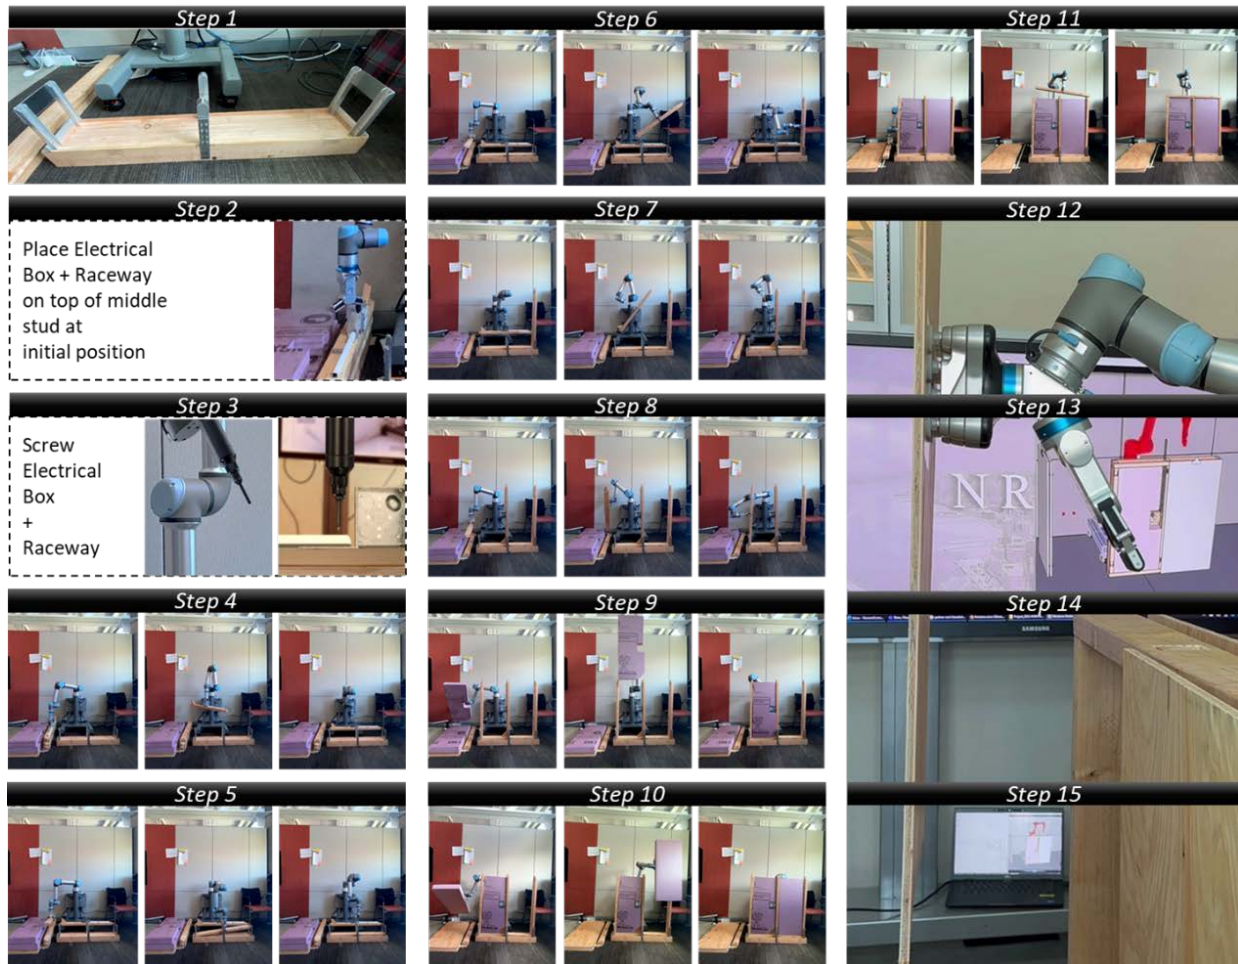 Step 1
Step 2
Place Electrical
Box + Raceway
on top of middle
stud at
initial position
Step 3
Screw
Electrical
Box
+
Raceway
Step 4
Step 5
Step 6
Step 7
Step 8
Step 9
Step 10
Step 11
Step 12
Step 13
N R
Step 14
SAMSUNG
Step 15